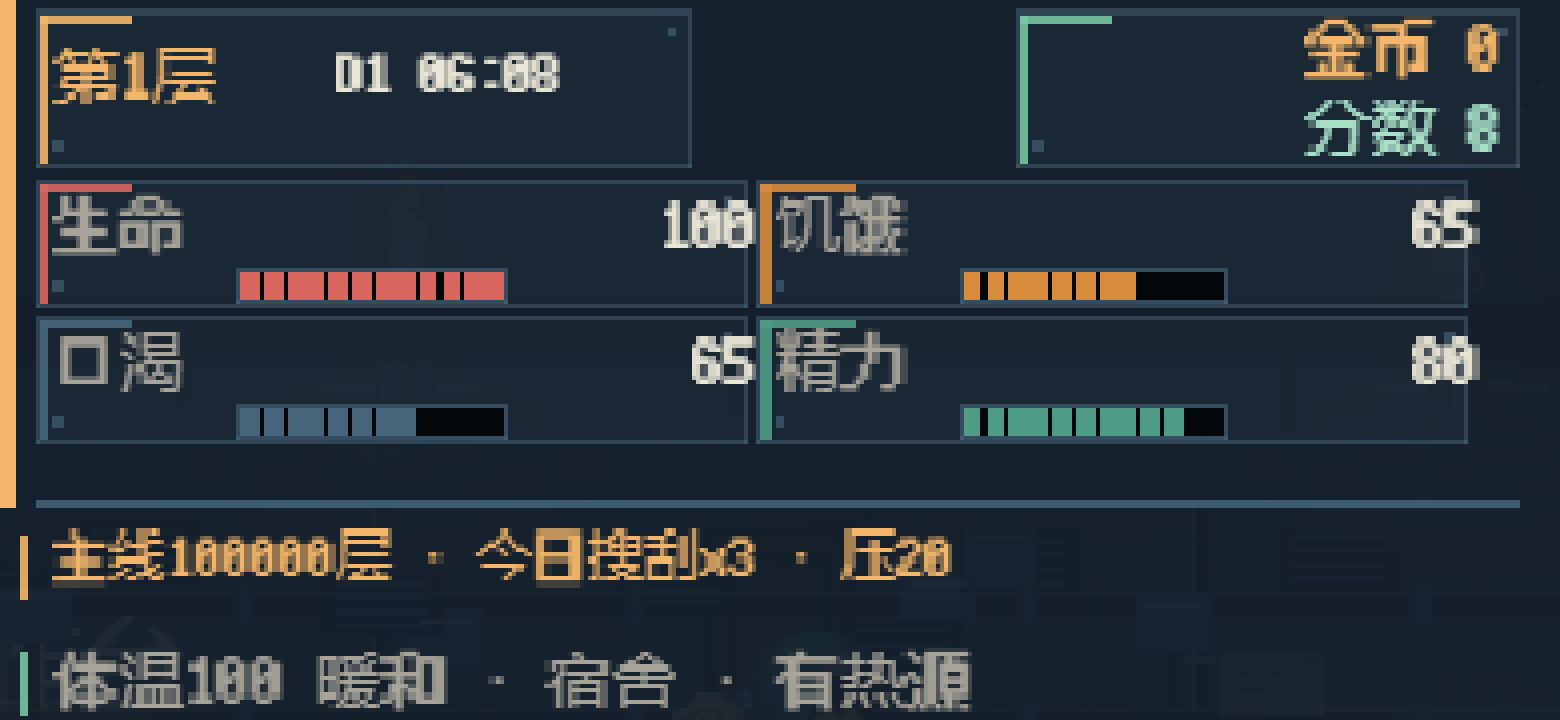 第1层 D1 06:08
金币 0
分数 8
生命 100
饥饿 65
口渴 65
精力 80
主线100000层 · 今日搜刮x3 · 压20
体温100 暖和 · 宿舍 · 有热源